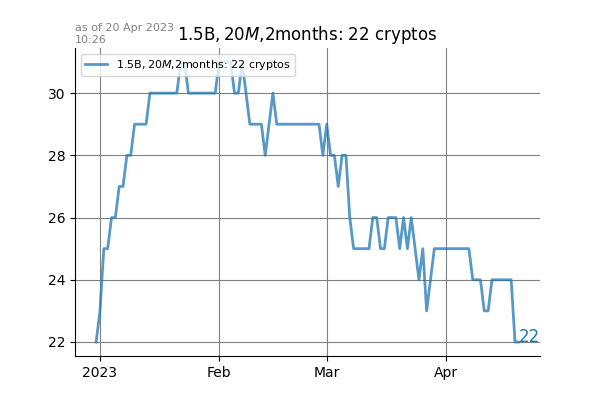 as of 20 Apr 2023
10:26
1.5B, 20M,2months: 22 cryptos
1.5B, 20M,2months: 22 cryptos
30
28
26
24
22
22
2023
Feb
Mar
Apr